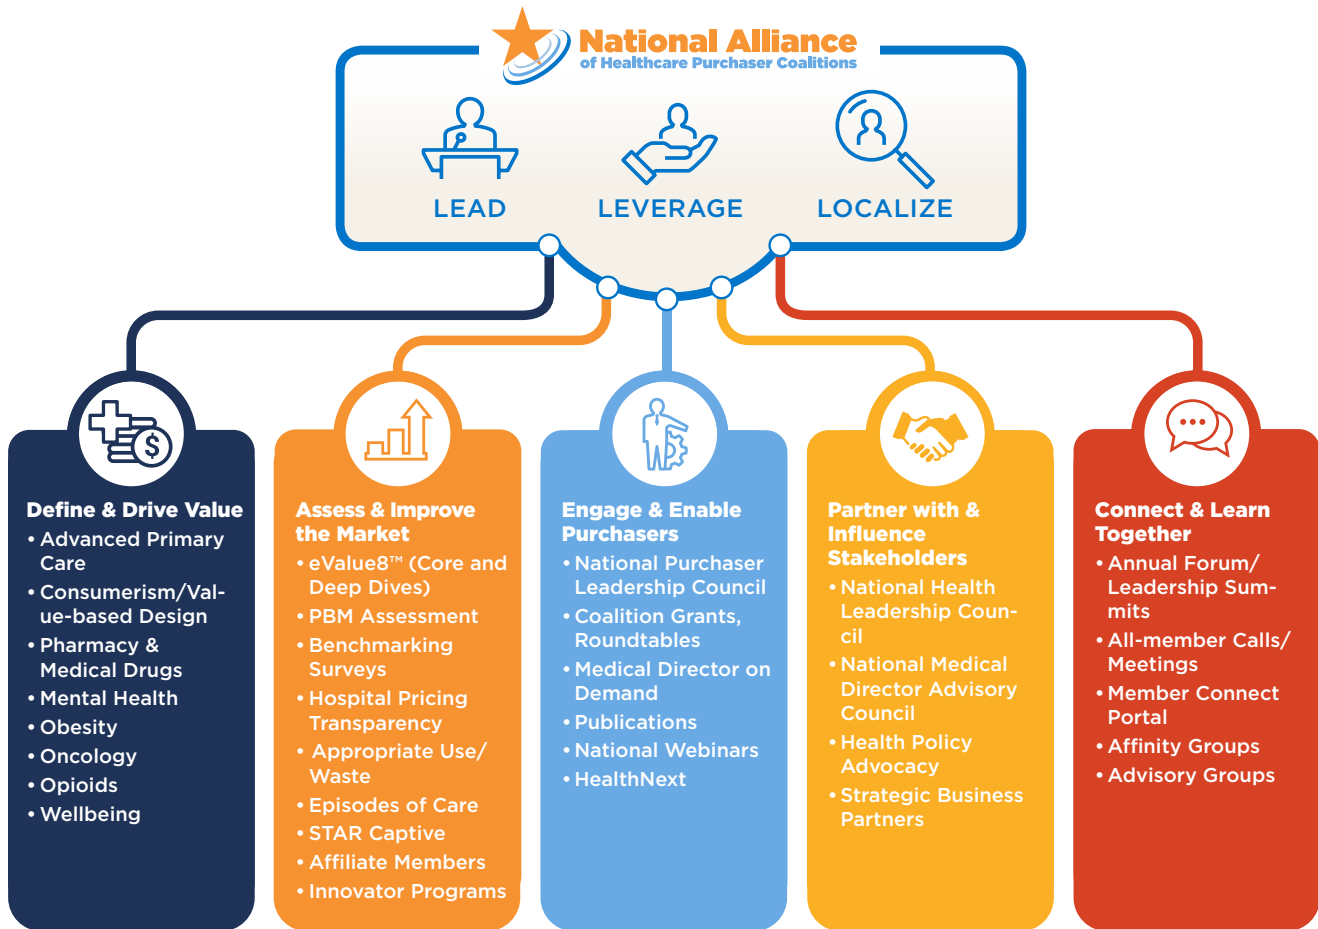 National Alliance
of Healthcare Purchaser Coalitions
LEAD
LEVERAGE
LOCALIZE
$
Define & Drive Value
• Advanced Primary
Care
• Consumerism/Val-
ue-based Design
• Pharmacy &
Medical Drugs
• Mental Health
• Obesity
• Oncology
• Opioids
• Wellbeing
Assess & Improve
the Market
• eValue8™ (Core and
Deep Dives)
• PBM Assessment
• Benchmarking
Surveys
• Hospital Pricing
Transparency
• Appropriate Use/
Waste
• Episodes of Care
• STAR Captive
• Affiliate Members
• Innovator Programs
Engage & Enable
Purchasers
• National Purchaser
Leadership Council
• Coalition Grants,
Roundtables
• Medical Director on
Demand
• Publications
• National Webinars
• HealthNext
Partner with &
Influence
Stakeholders
• National Health
Leadership Coun-
cil
• National Medical
Director Advisory
Council
• Health Policy
Advocacy
• Strategic Business
Partners
Connect & Learn
Together
• Annual Forum/
Leadership Sum-
mits
• All-member Calls/
Meetings
• Member Connect
Portal
• Affinity Groups
• Advisory Groups